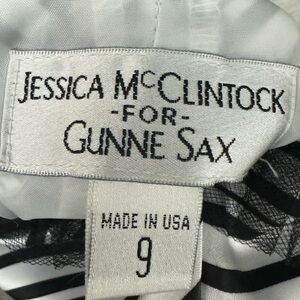 JESSICA MCCLINTOCK
-FOR-
GUNNE SAX
MADE IN USA
9